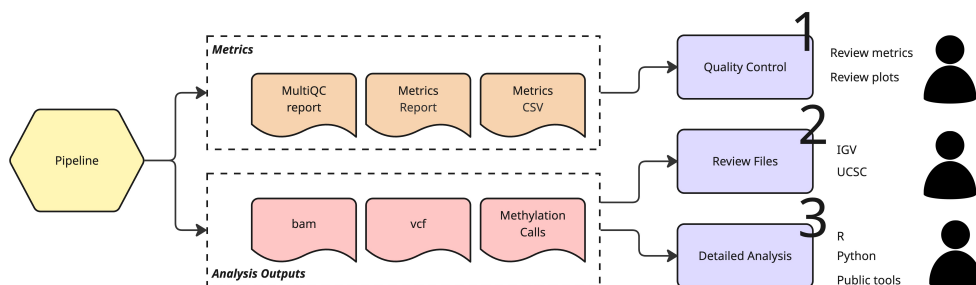 Pipeline
Metrics
MultiQC
report
Metrics
Report
Metrics
CSV
bam
vcf
Methylation
Calls
Analysis Outputs
1
Quality Control
Review metrics
Review plots
2
Review Files
IGV
UCSC
3
Detailed Analysis
R
Python
Public tools